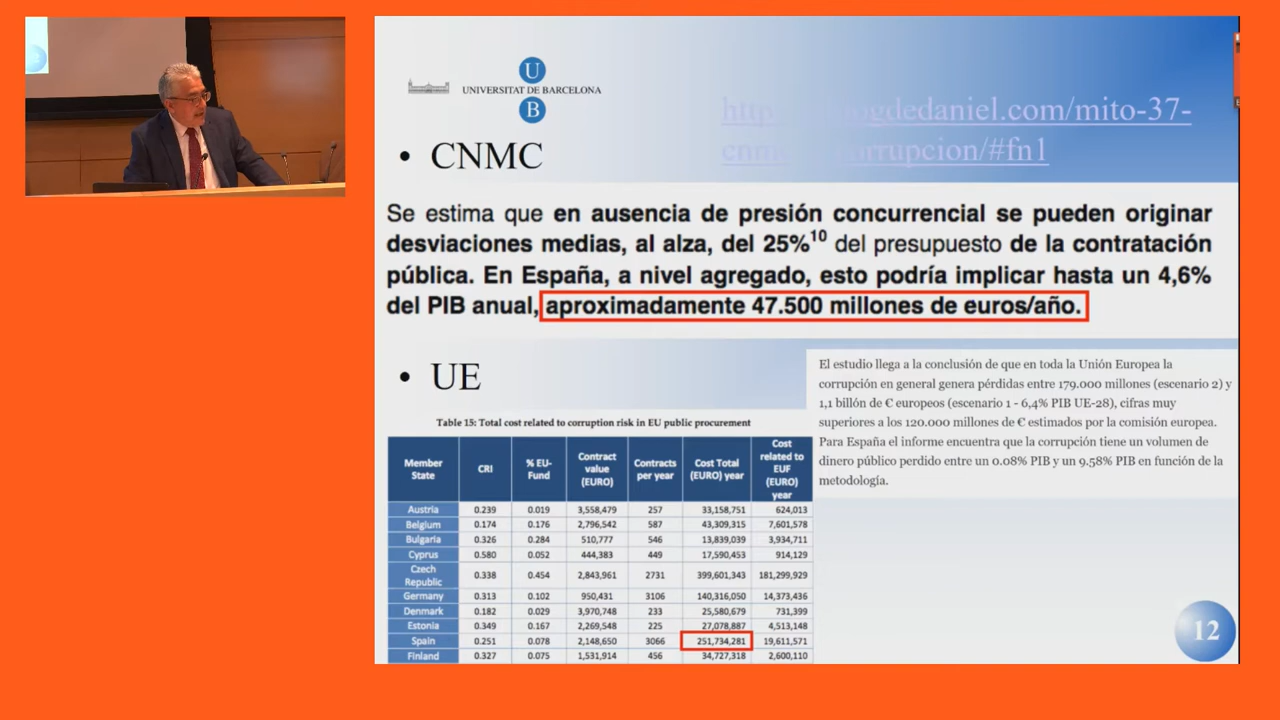 U
UNIVERSITAT DE BARCELONA
B
ogdedaniel.com/mito-37-
orrupcion/#fn1
• CNMC
Se estima que en ausencia de presión concurrencial se pueden originar
desviaciones medias, al alza, del 25%10 del presupuesto de la contratación
pública. En España, a nivel agregado, esto podría implicar hasta un 4,6%
del PIB anual, aproximadamente 47.500 millones de euros/año.
• UE
El estudio llega a la conclusión de que en toda la Unión Europea la
corrupción en general genera pérdidas entre 179.000 millones (escenario 2) y
1,1 billón de € europeos (escenario 1 - 6,4% PIB UE-28), cifras muy
superiores a los 120.000 millones de € estimados por la comisión europea.
Para España el informe encuentra que la corrupción tiene un volumen de
dinero público perdido entre un 0.08% PIB y un 9.58% PIB en función de la
metodología.
Table 15: Total cost related to corruption risk in EU public procurement
Member State CRI % EU-Fund Contract value (EURO) Contracts per year Cost Total (EURO) year Cost related to EUF (EURO) year
Austria 0.239 0.019 3,558,479 257 33,158,751 624,013
Belgium 0.174 0.176 2,796,542 587 43,309,315 7,601,578
Bulgaria 0.326 0.284 510,777 546 13,839,039 3,934,711
Cyprus 0.580 0.052 444,383 449 17,590,453 914,129
Czech Republic 0.338 0.454 2,843,961 2731 399,601,343 181,299,929
Germany 0.313 0.102 950,431 3106 140,316,050 14,373,436
Denmark 0.182 0.029 3,970,748 233 25,580,679 731,399
Estonia 0.349 0.167 2,269,548 225 27,078,887 4,513,148
Spain 0.251 0.078 2,148,650 3066 251,734,281 19,611,571
Finland 0.327 0.075 1,531,914 456 34,727,318 2,600,110
12